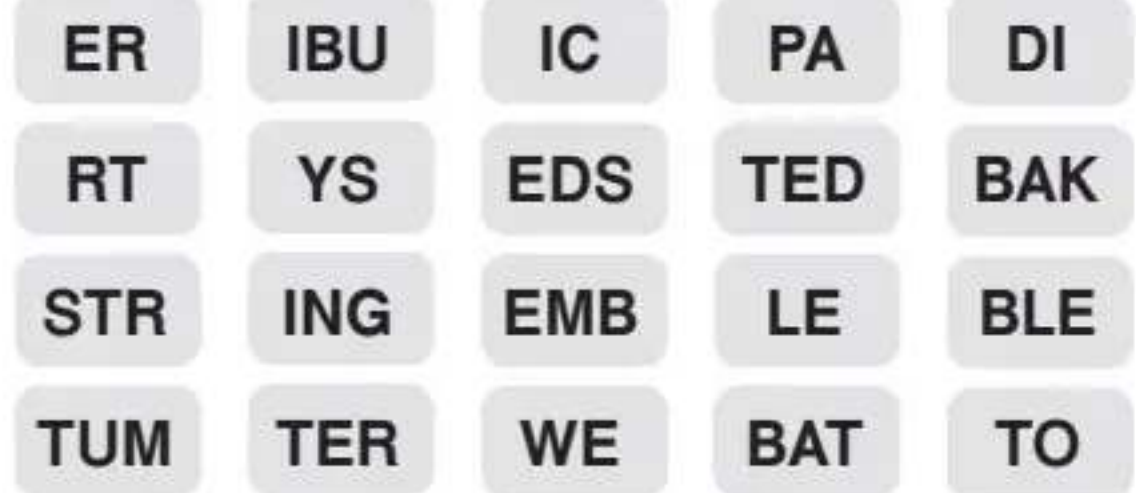 ER IBU IC PA DI
RT YS EDS TED BAK
STR ING EMB LE BLE
TUM TER WE BAT TO